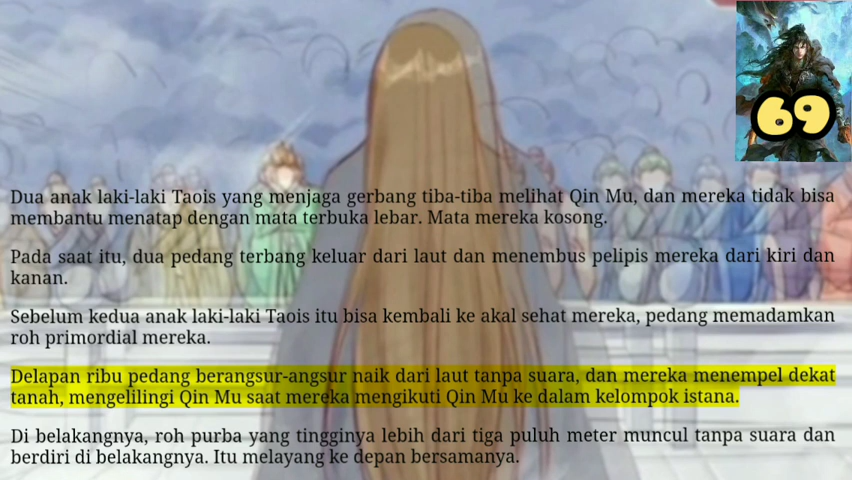 69
Dua anak laki-laki Taois yang menjaga gerbang tiba-tiba melihat Qin Mu, dan mereka tidak bisa
membantu menatap dengan mata terbuka lebar. Mata mereka kosong.
Pada saat itu, dua pedang terbang keluar dari laut dan menembus pelipis mereka dari kiri dan
kanan.
Sebelum kedua anak laki-laki Taois itu bisa kembali ke akal sehat mereka, pedang memadamkan
roh primordial mereka.
Delapan ribu pedang berangsur-angsur naik dari laut tanpa suara, dan mereka menempel dekat
tanah, mengelilingi Qin Mu saat mereka mengikuti Qin Mu ke dalam kelompok istana.
Di belakangnya, roh purba yang tingginya lebih dari tiga puluh meter muncul tanpa suara dan
berdiri di belakangnya. Itu melayang ke depan bersamanya.